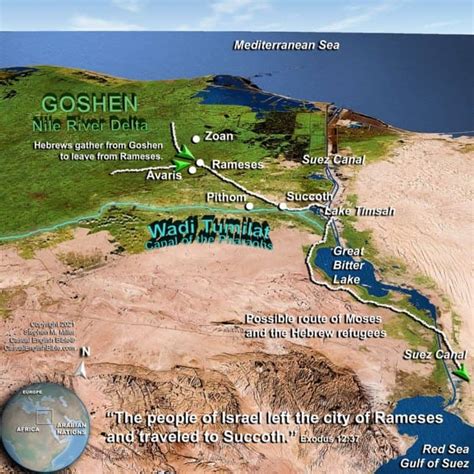 Mediterranean Sea
GOSHEN
Nile River Delta
Hebrews gather from Goshen
to leave from Rameses.
Zoan
Rameses
Avaris
Suez Canal
Pithom
Succoth
Lake Timsah
Wadi Tumilat
Canal of the Pharaohs
Great
Bitter
Lake
Possible route of Moses
and the Hebrew refugees
Suez Canal
Copyright 2021
Stephen M. Miller
Casual English Bible®
CasualEnglishBible.com
N
EUROPE
AFRICA
ARABIAN
NATIONS
"The people of Israel left the city of Rameses
and traveled to Succoth." Exodus 12:37
Red Sea
Gulf of Suez